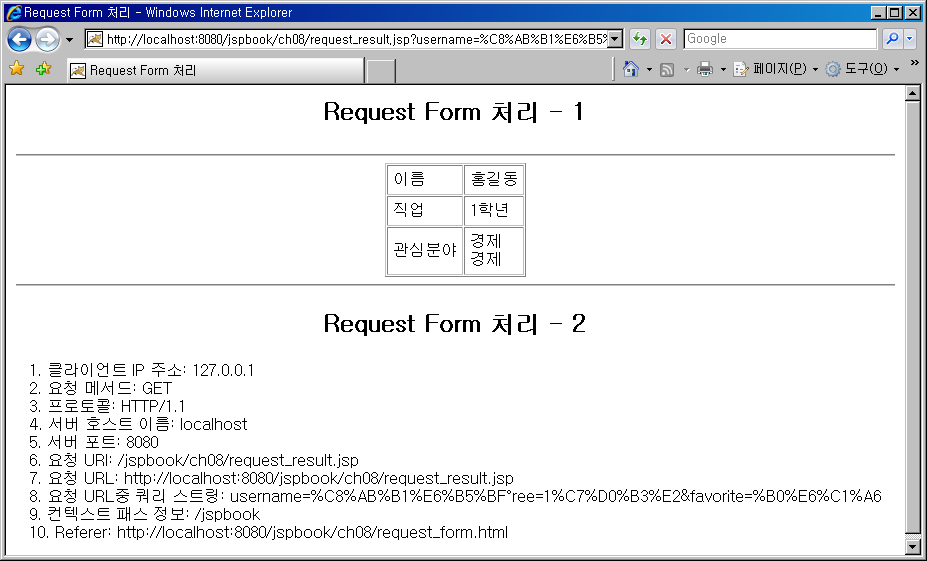 Request Form 처리 - Windows Internet Explorer
http://localhost:8080/jspbook/ch08/request_result.jsp?username=%C8%AB%B1%E6%B5%
Google
Request Form 처리
페이지(P)
도구(O)
Request Form 처리 - 1
이름 홍길동
직업 1학년
관심분야 경제
경제
Request Form 처리 - 2
1. 클라이언트 IP 주소: 127.0.0.1
2. 요청 메서드: GET
3. 프로토콜: HTTP/1.1
4. 서버 호스트 이름: localhost
5. 서버 포트: 8080
6. 요청 URI: /jspbook/ch08/request_result.jsp
7. 요청 URL: http://localhost:8080/jspbook/ch08/request_result.jsp
8. 요청 URL중 쿼리 스트링: username=%C8%AB%B1%E6%B5%BF°ree=1%C7%D0%B3%E2&favorite=%B0%E6%C1%A6
9. 컨텍스트 패스 정보: /jspbook
10. Referer: http://localhost:8080/jspbook/ch08/request_form.html